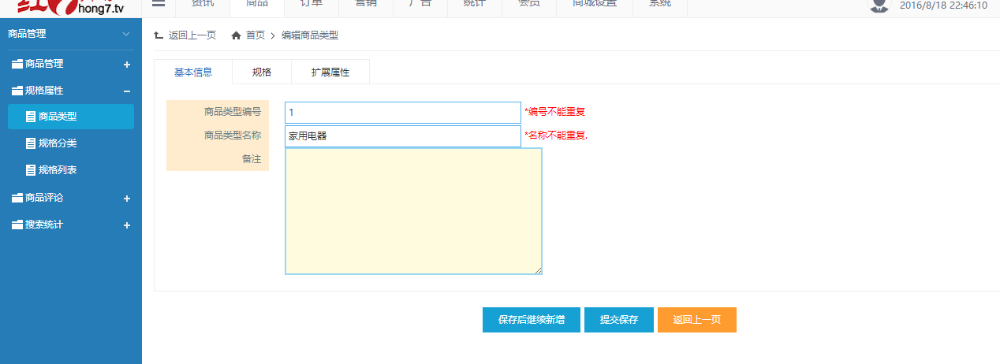 hong7.tv
资讯 商品 订单 营销 广告 统计 会员 商城设置 系统
2016/8/18 22:46:10
商品管理
商品管理
规格属性
商品类型
规格分类
规格列表
商品评论
搜索统计
返回上一页 首页 > 编辑商品类型
基本信息 规格 扩展属性
商品类型编号 1 *编号不能重复
商品类型名称 家用电器 *名称不能重复.
备注
保存后继续新增 提交保存 返回上一页